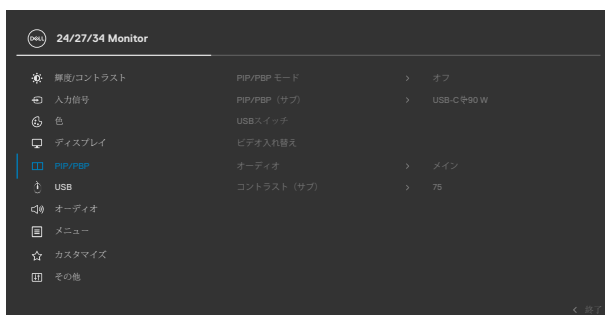 DELL
24/27/34 Monitor
輝度/コントラスト
PIP/PBP モード > オフ
入力信号
PIP/PBP（サブ） > USB-C 90 W
色
USBスイッチ
ディスプレイ
ビデオ入れ替え
PIP/PBP
オーディオ > メイン
USB
コントラスト（サブ） > 75
オーディオ
メニュー
カスタマイズ
その他
< 終了